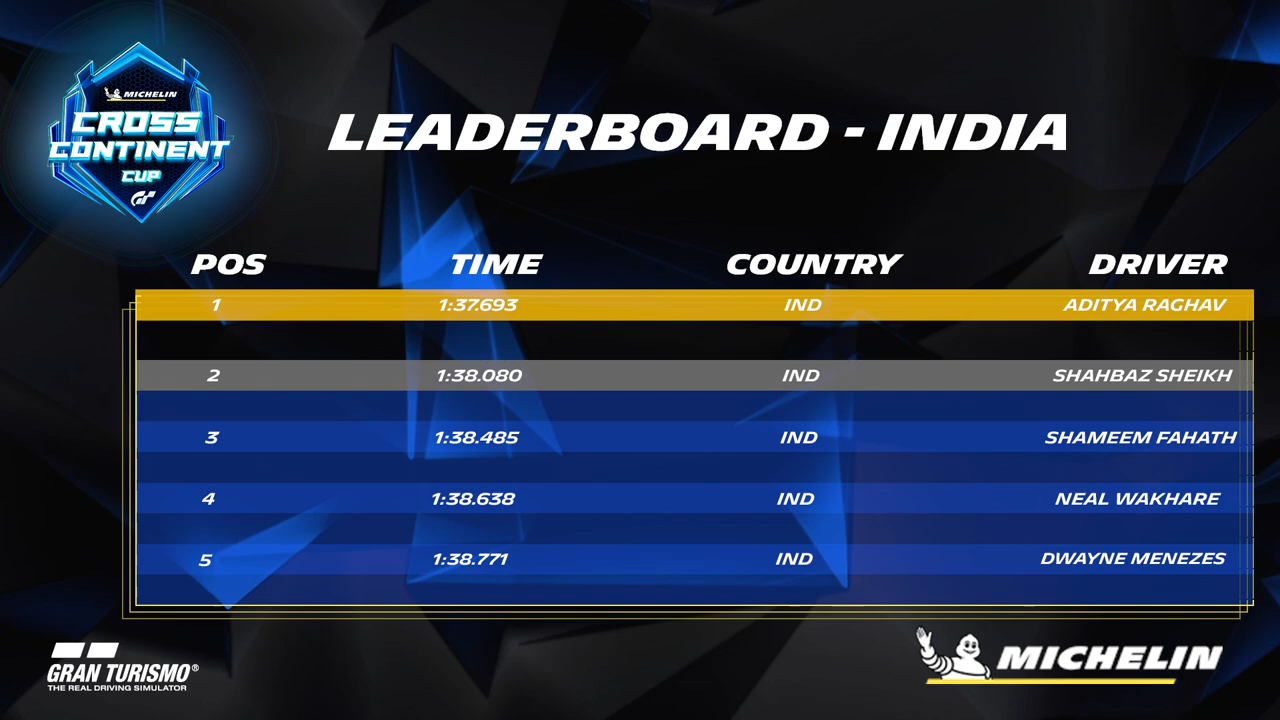 MICHELIN
CROSS
CONTINENT
CUP
GT
LEADERBOARD - INDIA
POS TIME COUNTRY DRIVER
1 1:37.693 IND ADITYA RAGHAV
2 1:38.080 IND SHAHBAZ SHEIKH
3 1:38.485 IND SHAMEEM FAHATH
4 1:38.638 IND NEAL WAKHARE
5 1:38.771 IND DWAYNE MENEZES
GRAN TURISMO®
THE REAL DRIVING SIMULATOR
MICHELIN